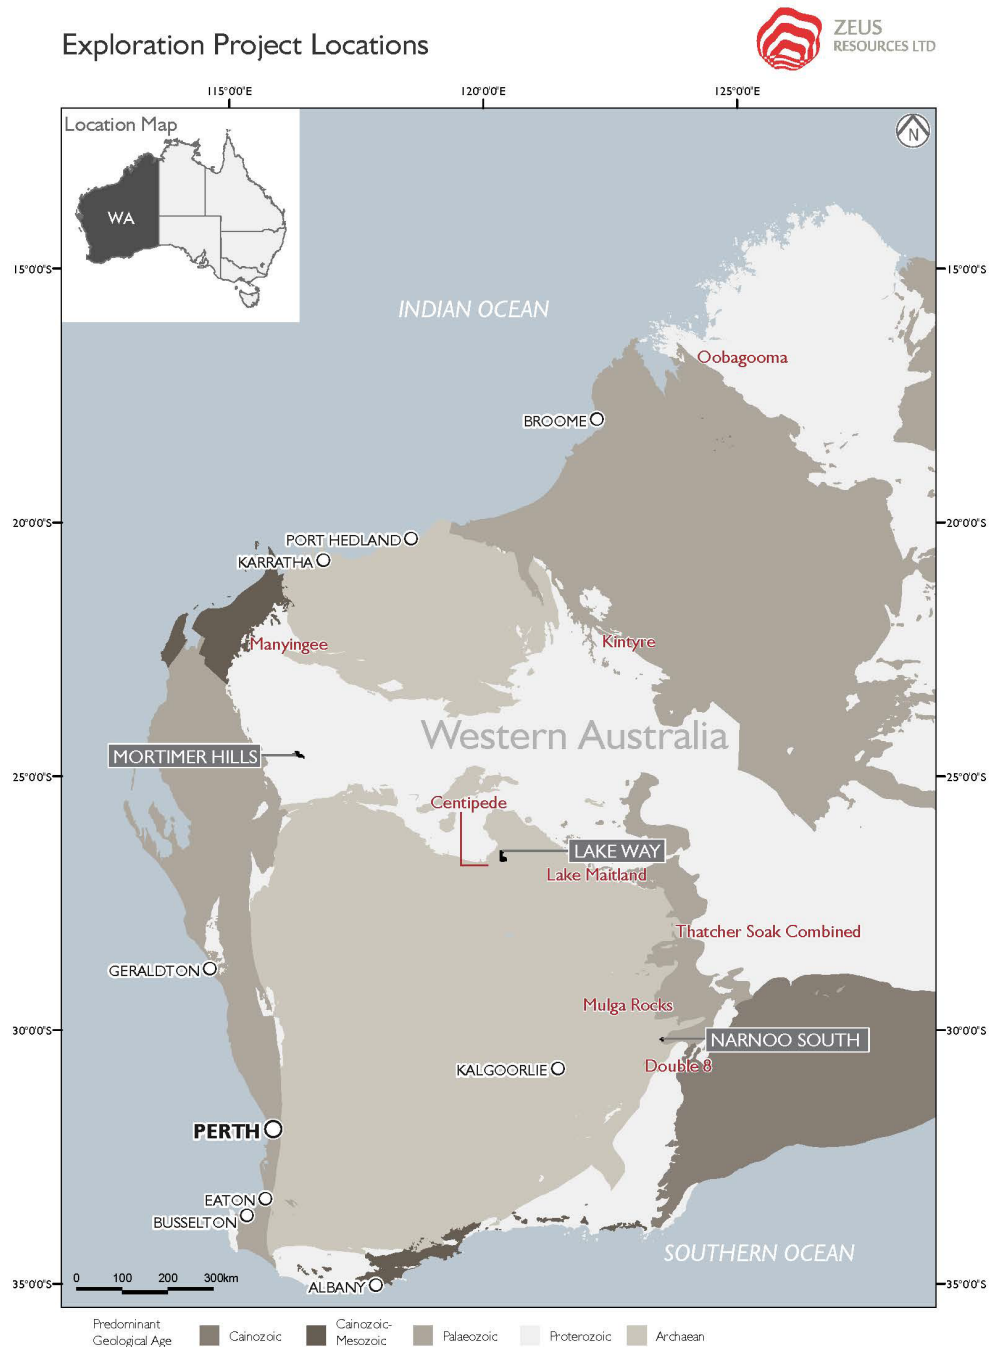 Exploration Project Locations
ZEUS
RESOURCES LTD
115°0'0"E
120°0'0"E
125°0'0"E
Location Map
WA
N
15°0'0"S
15°0'0"S
INDIAN OCEAN
Oobagooma
BROOME
20°0'0"S
20°0'0"S
PORT HEDLAND
KARRATHA
Manyingee
Kintyre
Western Australia
MORTIMER HILLS
25°0'0"S
25°0'0"S
Centipede
LAKE WAY
Lake Maitland
Thatcher Soak Combined
GERALDTON
Mulga Rocks
30°0'0"S
30°0'0"S
NARNOO SOUTH
Double 8
KALGOORLIE
PERTH
EATON
BUSSELTON
SOUTHERN OCEAN
0 100 200 300km
ALBANY
35°0'0"S
35°0'0"S
Predominant
Geological Age
Cainozoic
Cainozoic-
Mesozoic
Palaeozoic
Proterozoic
Archaean